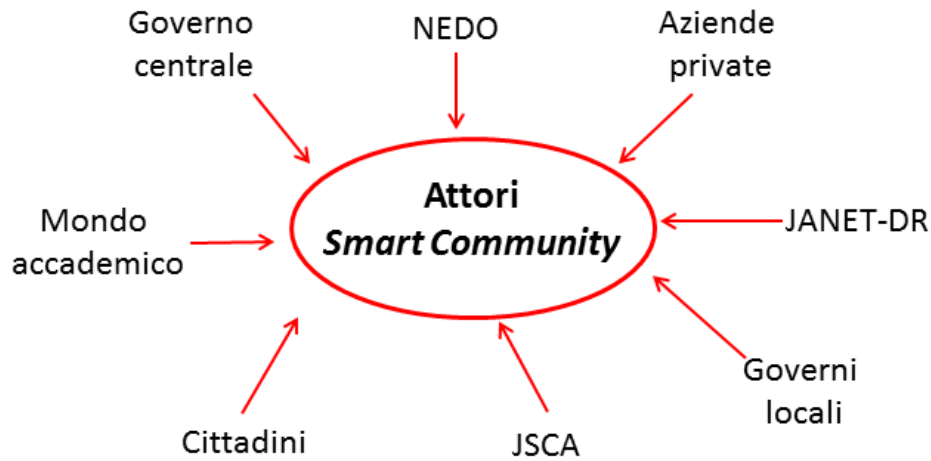 Governo
centrale
NEDO
Aziende
private
Attori
Smart Community
Mondo
accademico
JANET-DR
Governi
locali
Cittadini
JSCA